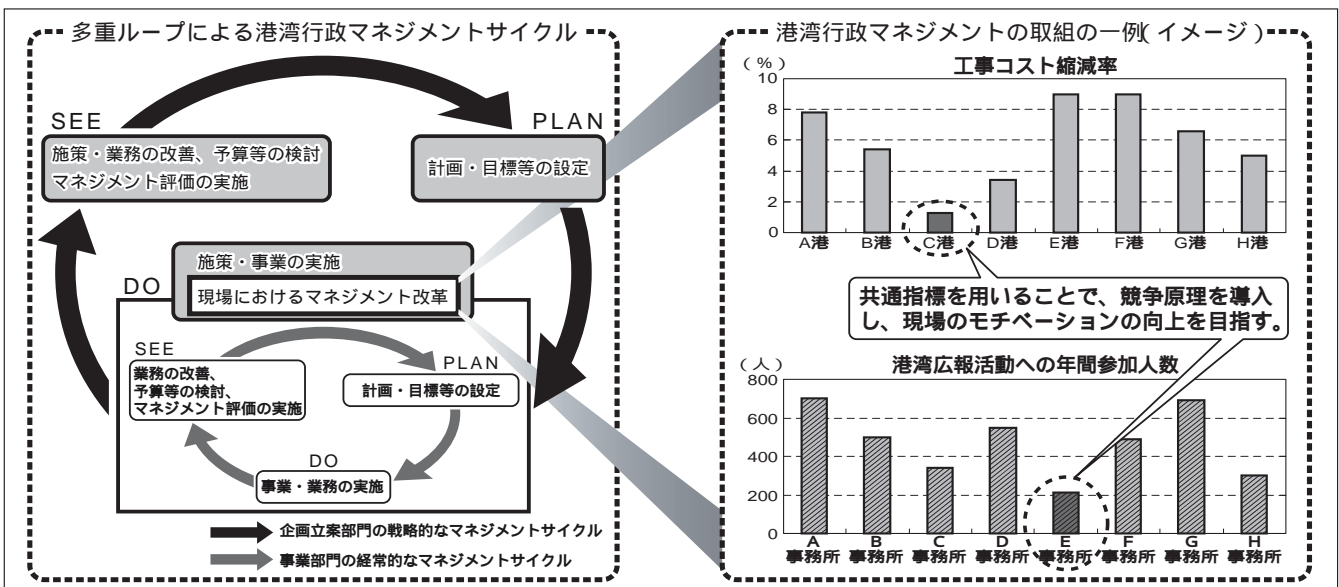 多重ループによる港湾行政マネジメントサイクル
SEE
施策・業務の改善、予算等の検討
マネジメント評価の実施
PLAN
計画・目標等の設定
施策・事業の実施
DO
現場におけるマネジメント改革
SEE
業務の改善、
予算等の検討、
マネジメント評価の実施
PLAN
計画・目標等の設定
DO
事業・業務の実施
企画立案部門の戦略的なマネジメントサイクル
事業部門の経常的なマネジメントサイクル
港湾行政マネジメントの取組の一例(イメージ)
(%)
工事コスト縮減率
10
8
6
4
2
0
A港 B港 C港 D港 E港 F港 G港 H港
共通指標を用いることで、競争原理を導入
し、現場のモチベーションの向上を目指す。
(人)
港湾広報活動への年間参加人数
800
600
400
200
0
A B C D E F G H
事務所 事務所 事務所 事務所 事務所 事務所 事務所 事務所